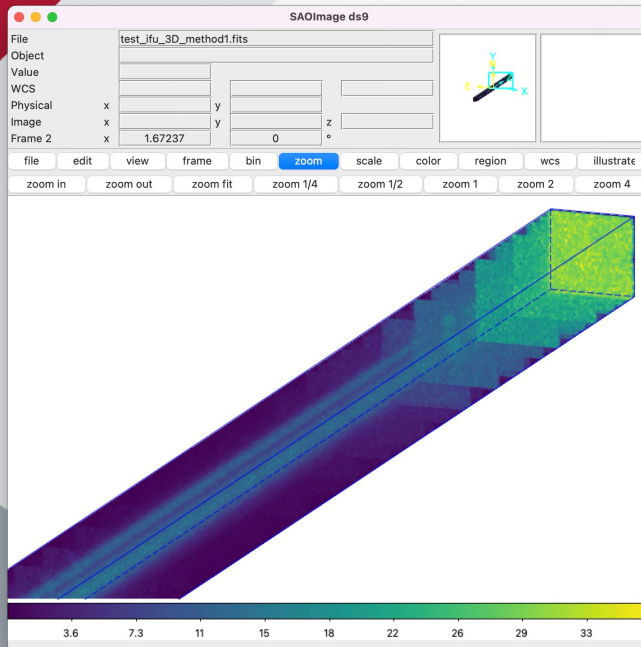 SAOImage ds9
File test_ifu_3D_method1.fits
Object
Value
WCS
Physical x y
Image x y z
Frame 2 x 1.67237 0 °
Y
N
E X
file edit view frame bin zoom scale color region wcs illustrate
zoom in zoom out zoom fit zoom 1/4 zoom 1/2 zoom 1 zoom 2 zoom 4
3.6 7.3 11 15 18 22 26 29 33